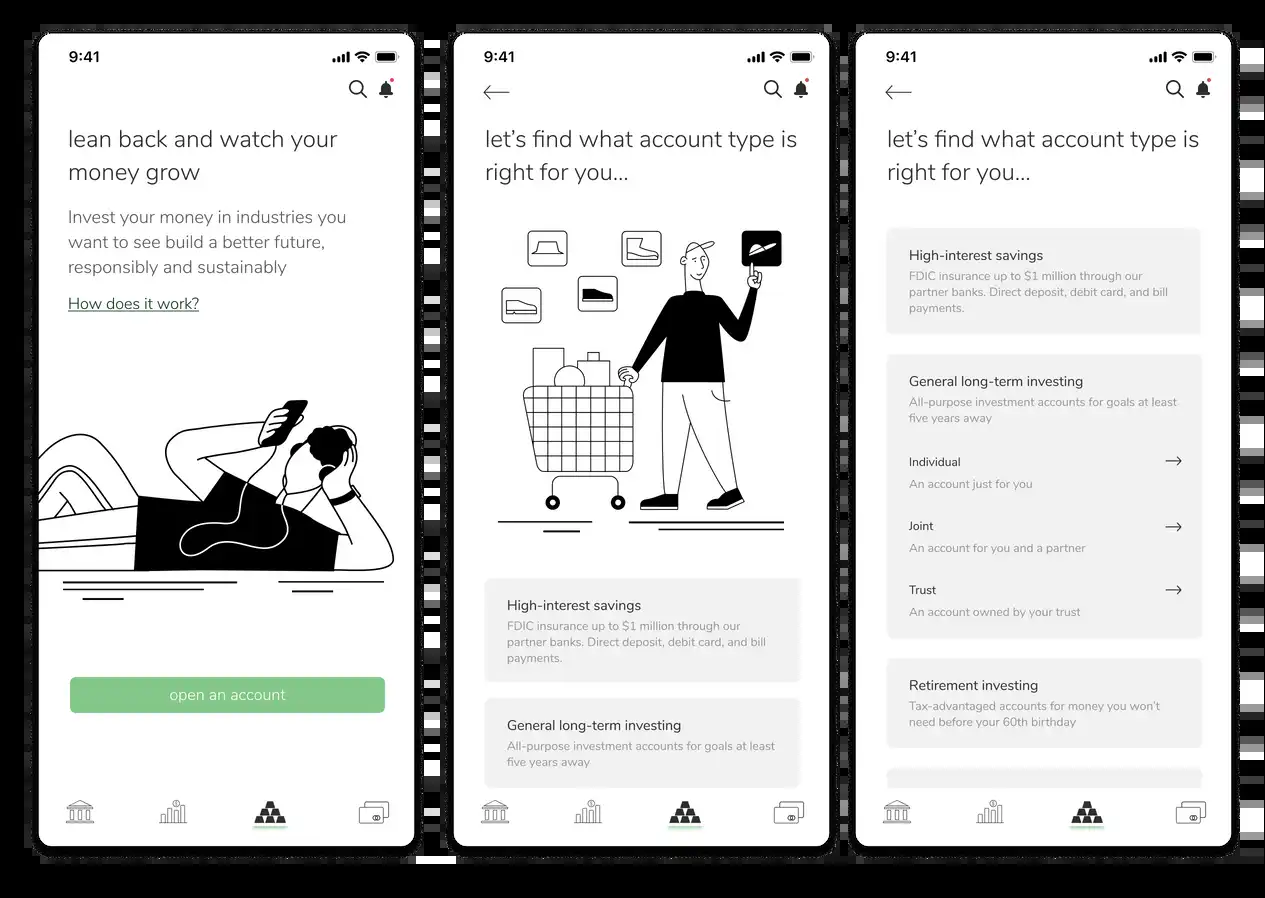 9:41
lean back and watch your
money grow
Invest your money in industries you
want to see build a better future,
responsibly and sustainably
How does it work?
open an account
9:41
let’s find what account type is
right for you...
High-interest savings
FDIC insurance up to $1 million through our
partner banks. Direct deposit, debit card, and bill
payments.
General long-term investing
All-purpose investment accounts for goals at least
five years away
9:41
let’s find what account type is
right for you...
High-interest savings
FDIC insurance up to $1 million through our
partner banks. Direct deposit, debit card, and bill
payments.
General long-term investing
All-purpose investment accounts for goals at least
five years away
Individual
An account just for you
Joint
An account for you and a partner
Trust
An account owned by your trust
Retirement investing
Tax-advantaged accounts for money you won’t
need before your 60th birthday